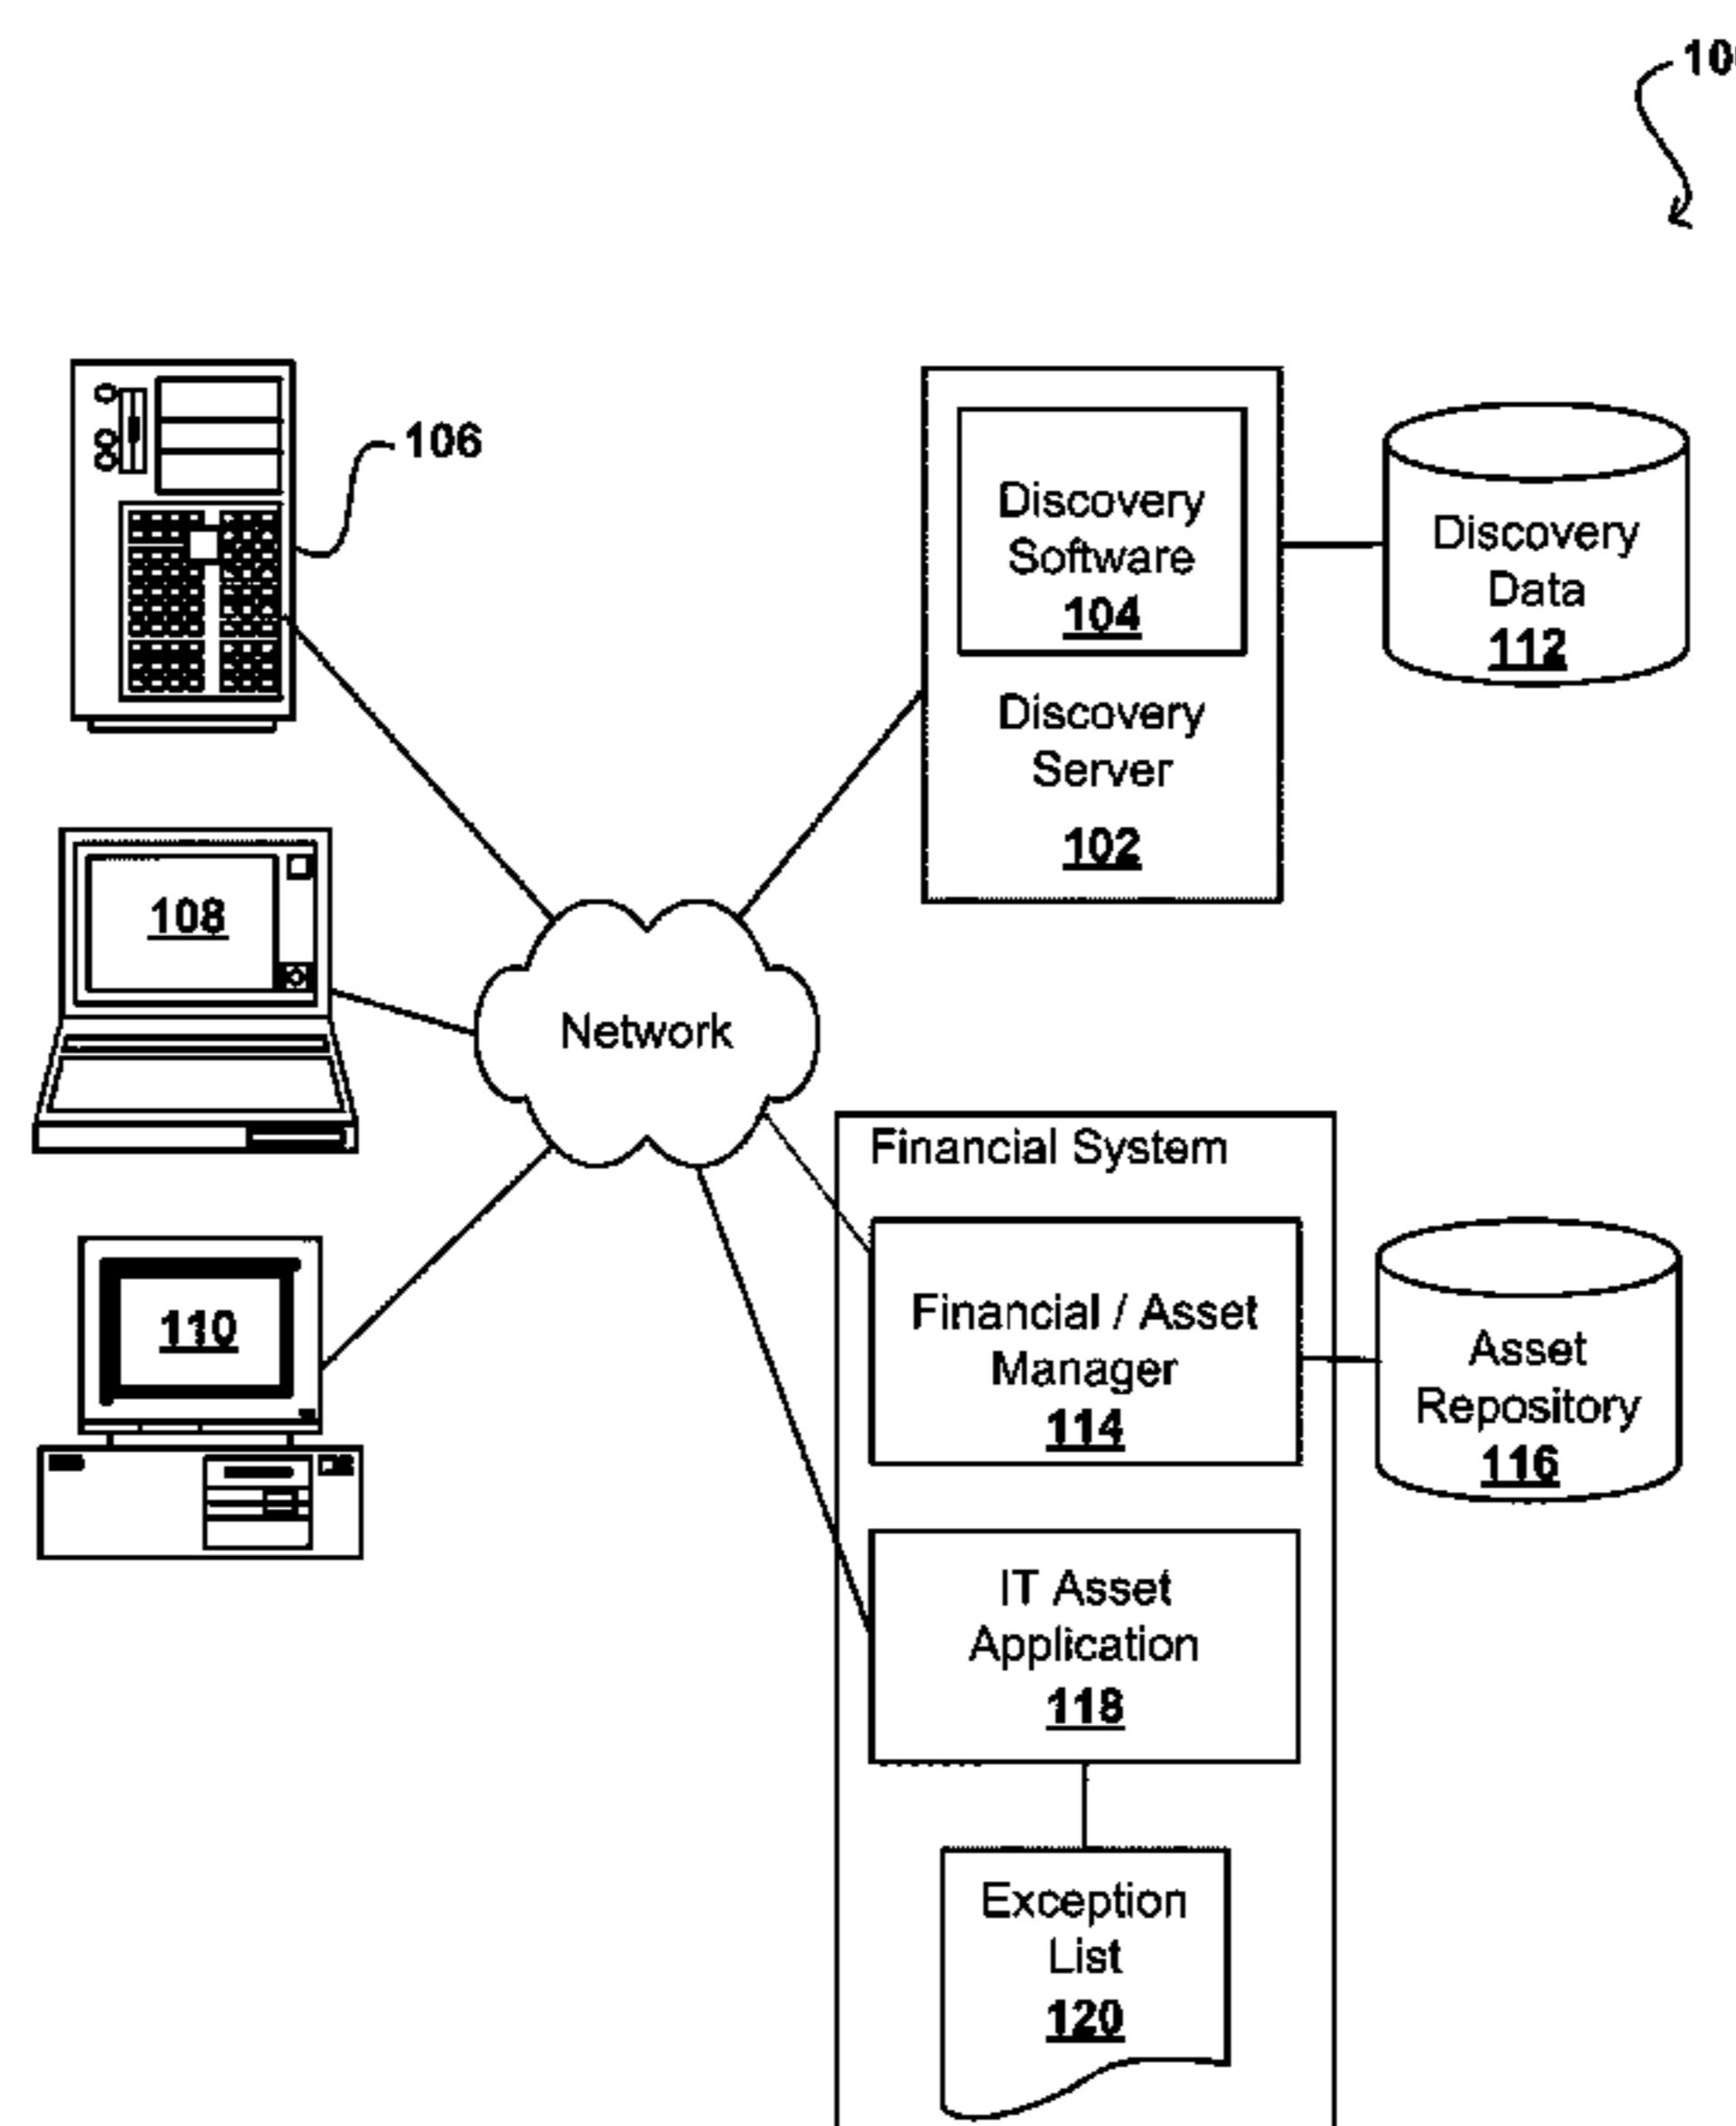 10
106
Discovery
Software
104
Discovery
Server
102
Discovery
Data
112
108
Network
110
Financial System
Financial / Asset
Manager
114
Asset
Repository
116
IT Asset
Application
118
Exception
List
120